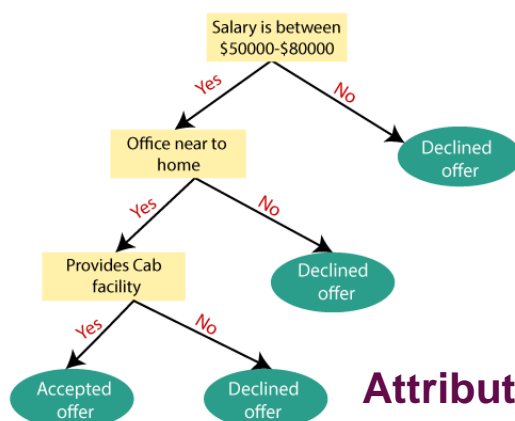 Salary is between
$50000-$80000
Yes
No
Office near to
home
Declined
offer
Yes
No
Provides Cab
facility
Declined
offer
Yes
No
Accepted
offer
Declined
offer
Attribut